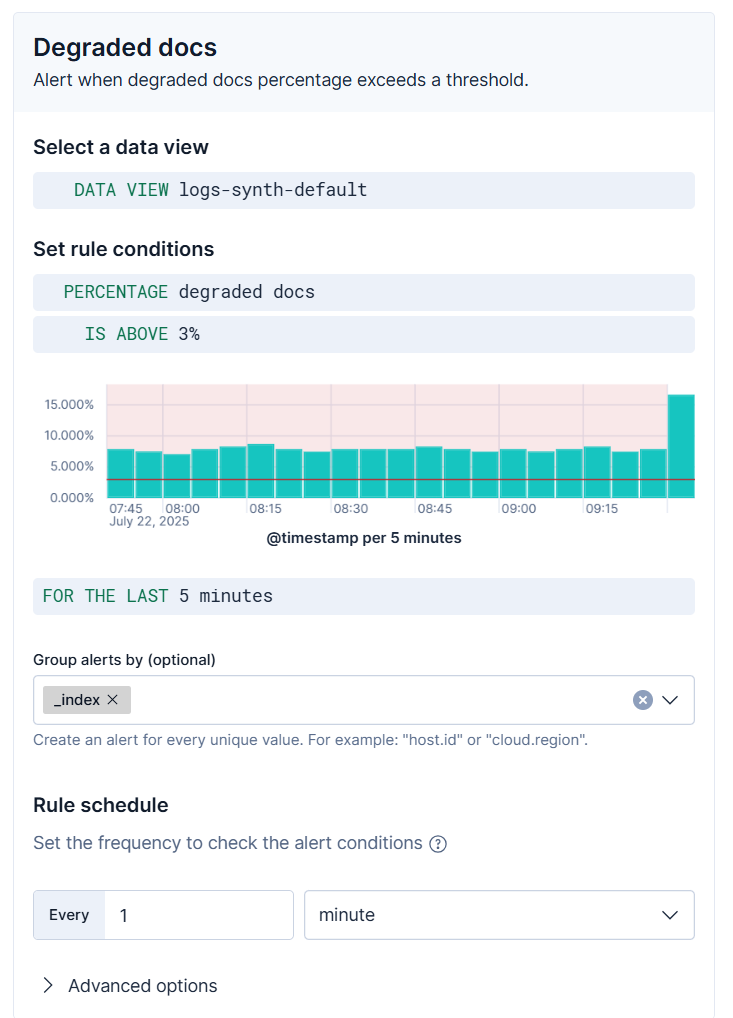 Degraded docs
Alert when degraded docs percentage exceeds a threshold.
Select a data view
DATA VIEW logs-synth-default
Set rule conditions
PERCENTAGE degraded docs
IS ABOVE 3%
15.000%
10.000%
5.000%
0.000%
07:45 08:00 08:15 08:30 08:45 09:00 09:15
July 22, 2025
@timestamp per 5 minutes
FOR THE LAST 5 minutes
Group alerts by (optional)
_index
Create an alert for every unique value. For example: "host.id" or "cloud.region".
Rule schedule
Set the frequency to check the alert conditions
Every 1 minute
Advanced options